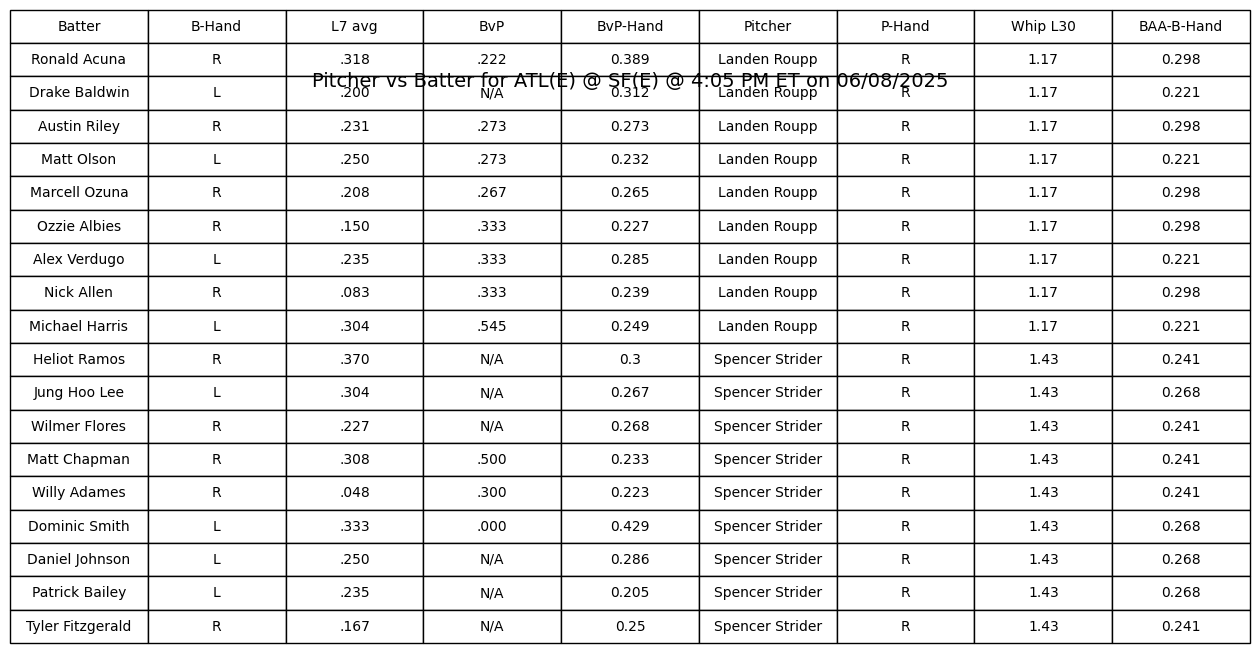 Batter B-Hand L7 avg BvP BvP-Hand Pitcher P-Hand Whip L30 BAA-B-Hand
Ronald Acuna R .318 .222 0.389 Landen Roupp R 1.17 0.298
Pitcher vs Batter for ATL(E) @ SF(E) @ 4:05 PM ET on 06/08/2025
Drake Baldwin L .200 N/A 0.312 Landen Roupp R 1.17 0.221
Austin Riley R .231 .273 0.273 Landen Roupp R 1.17 0.298
Matt Olson L .250 .273 0.232 Landen Roupp R 1.17 0.221
Marcell Ozuna R .208 .267 0.265 Landen Roupp R 1.17 0.298
Ozzie Albies R .150 .333 0.227 Landen Roupp R 1.17 0.298
Alex Verdugo L .235 .333 0.285 Landen Roupp R 1.17 0.221
Nick Allen R .083 .333 0.239 Landen Roupp R 1.17 0.298
Michael Harris L .304 .545 0.249 Landen Roupp R 1.17 0.221
Heliot Ramos R .370 N/A 0.3 Spencer Strider R 1.43 0.241
Jung Hoo Lee L .304 N/A 0.267 Spencer Strider R 1.43 0.268
Wilmer Flores R .227 N/A 0.268 Spencer Strider R 1.43 0.241
Matt Chapman R .308 .500 0.233 Spencer Strider R 1.43 0.241
Willy Adames R .048 .300 0.223 Spencer Strider R 1.43 0.241
Dominic Smith L .333 .000 0.429 Spencer Strider R 1.43 0.268
Daniel Johnson L .250 N/A 0.286 Spencer Strider R 1.43 0.268
Patrick Bailey L .235 N/A 0.205 Spencer Strider R 1.43 0.268
Tyler Fitzgerald R .167 N/A 0.25 Spencer Strider R 1.43 0.241